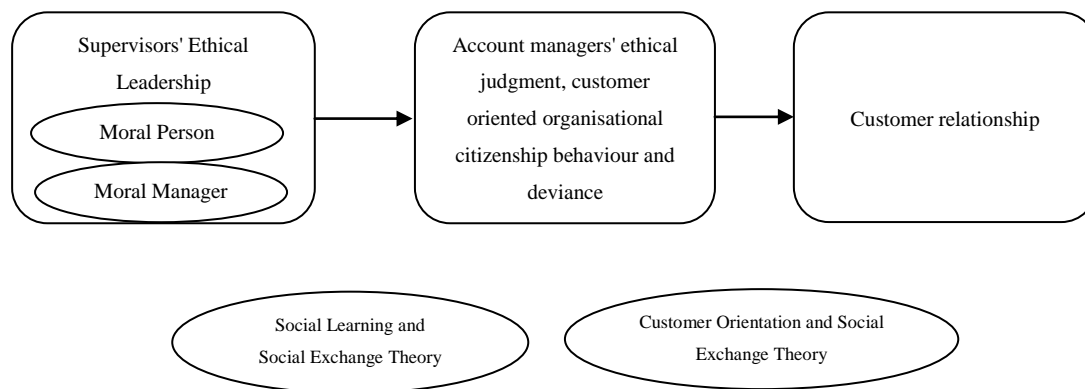 Supervisors' Ethical
Leadership
Moral Person
Moral Manager
Account managers' ethical
judgment, customer
oriented organisational
citizenship behaviour and
deviance
Customer relationship
Social Learning and
Social Exchange Theory
Customer Orientation and Social
Exchange Theory